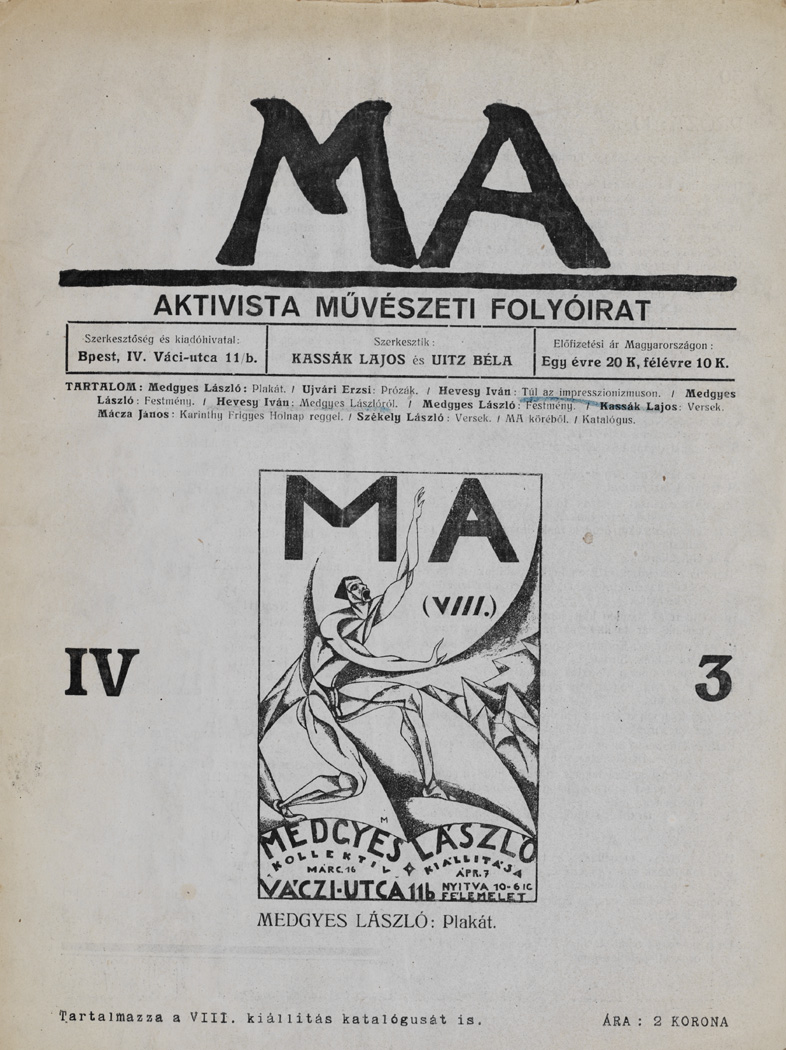 MA
AKTIVISTA MŰVÉSZETI FOLYÓIRAT
Szerkesztőség és kiadóhivatal:
Bpest, IV. Váci-utca 11/b.
Szerkesztik:
KASSÁK LAJOS és UITZ BÉLA
Előfizetési ár Magyarországon:
Egy évre 20 K, félévre 10 K.
TARTALOM: Medgyes László: Plakát. / Ujvári Erzsi: Prózák. / Hevesy Iván: Túl az impresszionizmuson. / Medgyes
László: Festmény. / Hevesy Iván: Medgyes Lászlóról. / Medgyes László: Festmény. / Kassák Lajos: Versek.
Mácza János: Karinthy Frigyes Holnap reggel. / Székely László: Versek. / MA köréből. / Katalógus.
MA
(VIII.)
IV
3
M
MEDGYES LÁSZLÓ
KOLLEKTIV KIÁLLITÁSA
MÁRC. 16 ÁPR. 7
VÁCZI-UTCA 11b NYITVA 10-6 IG
FÉLEMELET
MEDGYES LÁSZLÓ: Plakát.
Tartalmazza a VIII. kiállitás katalógusát is.
ÁRA : 2 KORONA